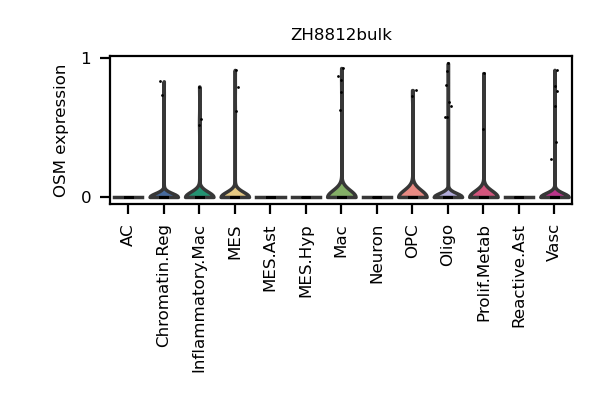 ZH8812bulk
OSM expression
1
0
AC
Chromatin.Reg
Inflammatory.Mac
MES
MES.Ast
MES.Hyp
Mac
Neuron
OPC
Oligo
Prolif.Metab
Reactive.Ast
Vasc